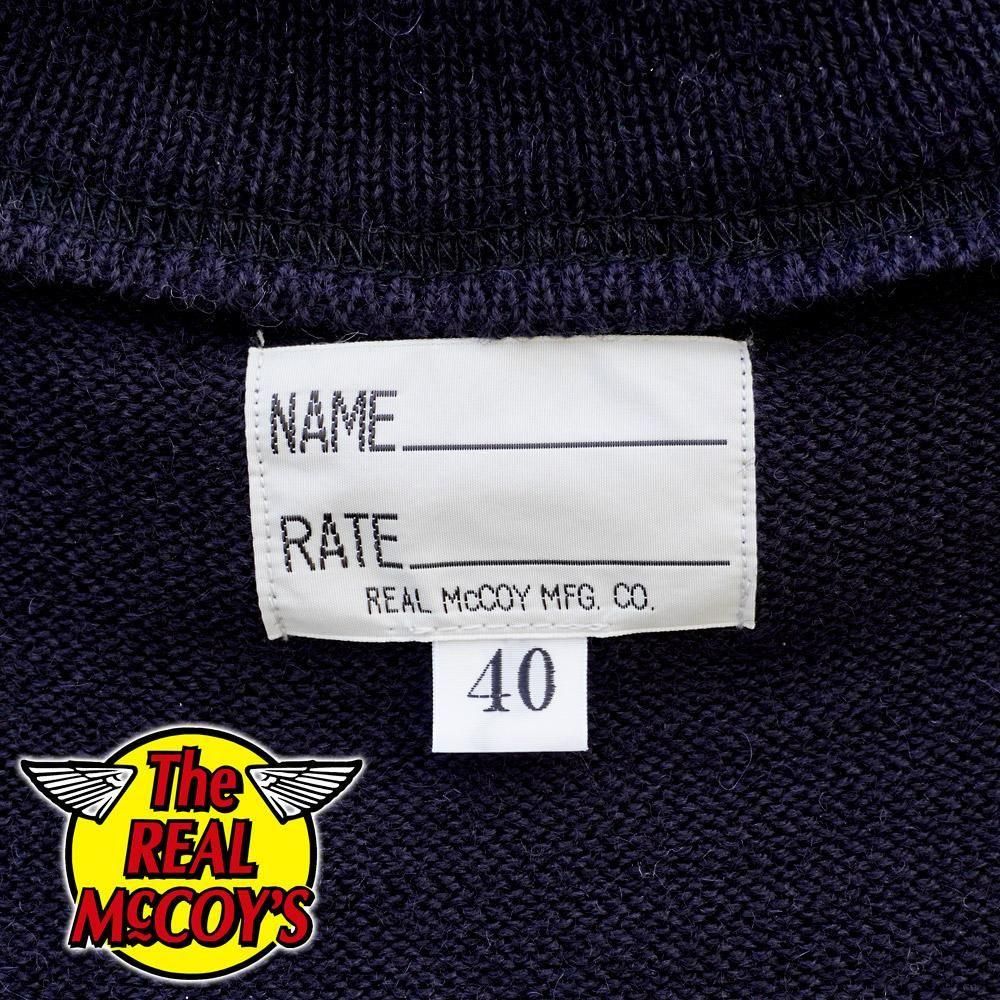 NAME
RATE
REAL McCOY MFG. CO.
40
The
REAL
McCOY'S